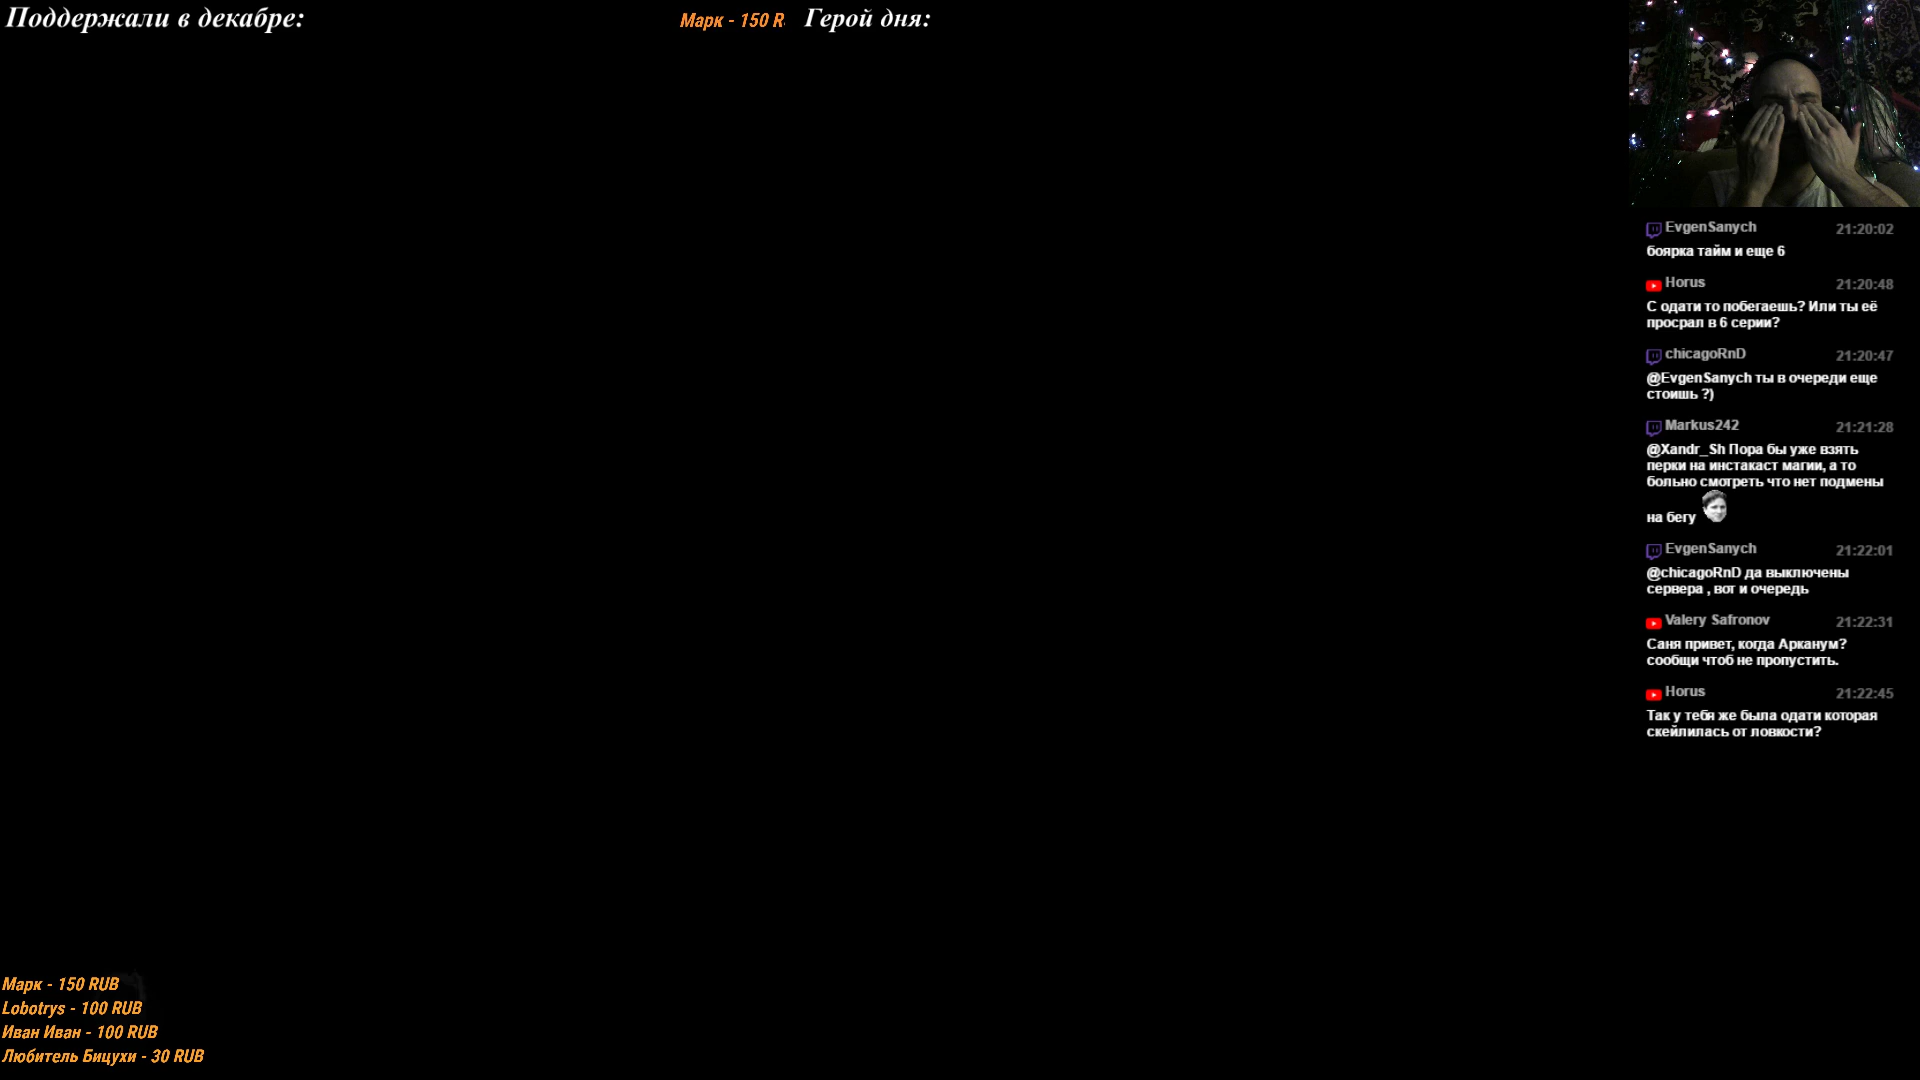 Поддержали в декабре:
Марк - 150 R
Герой дня:
EvgenSanych 21:20:02
боярка тайм и еще 6
Horus 21:20:48
С одати то побегаешь? Или ты её
просрал в 6 серии?
chicagoRnD 21:20:47
@EvgenSanych ты в очереди еще
стоишь ?)
Markus242 21:21:28
@Xandr_Sh Пора бы уже взять
перки на инстакаст магии, а то
больно смотреть что нет подмены
на бегу
EvgenSanych 21:22:01
@chicagoRnD да выключены
сервера , вот и очередь
Valery Safronov 21:22:31
Саня привет, когда Арканум?
сообщи чтоб не пропустить.
Horus 21:22:45
Так у тебя же была одати которая
скейлилась от ловкости?
Марк - 150 RUB
Lobotrys - 100 RUB
Иван Иван - 100 RUB
Любитель Бицухи - 30 RUB